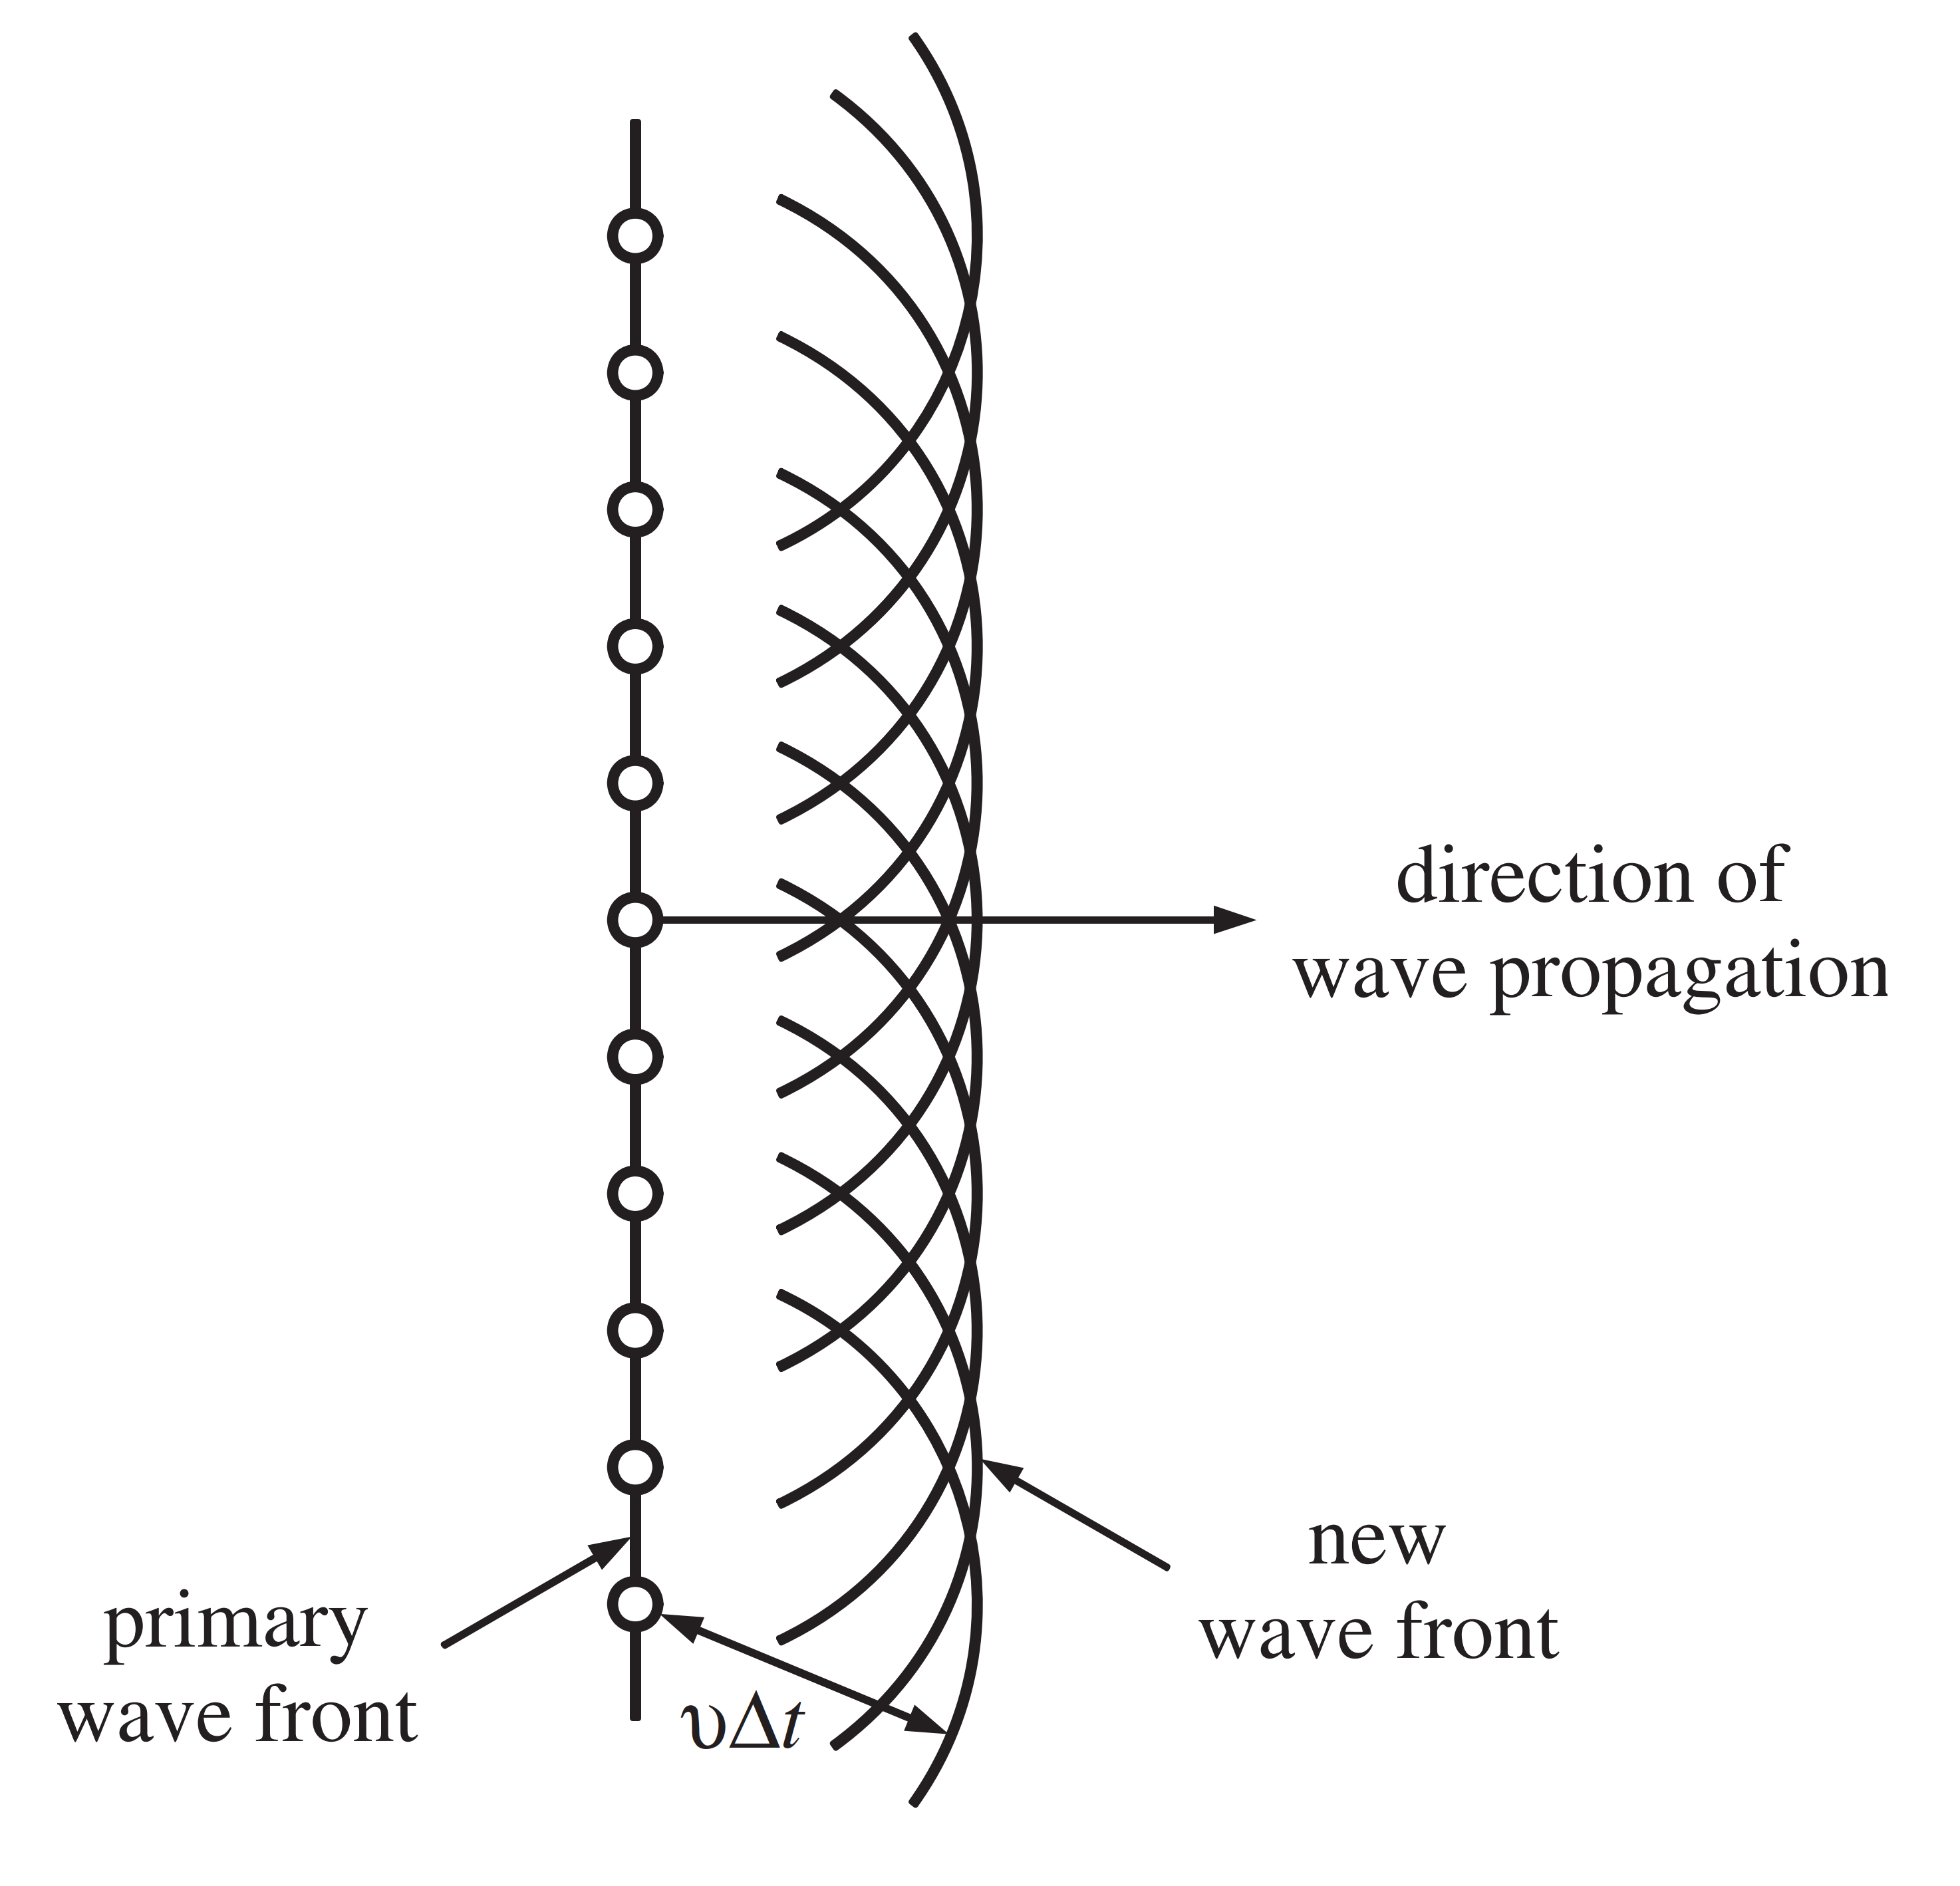 direction of
wave propagation
new
wave front
primary
wave front
υΔt